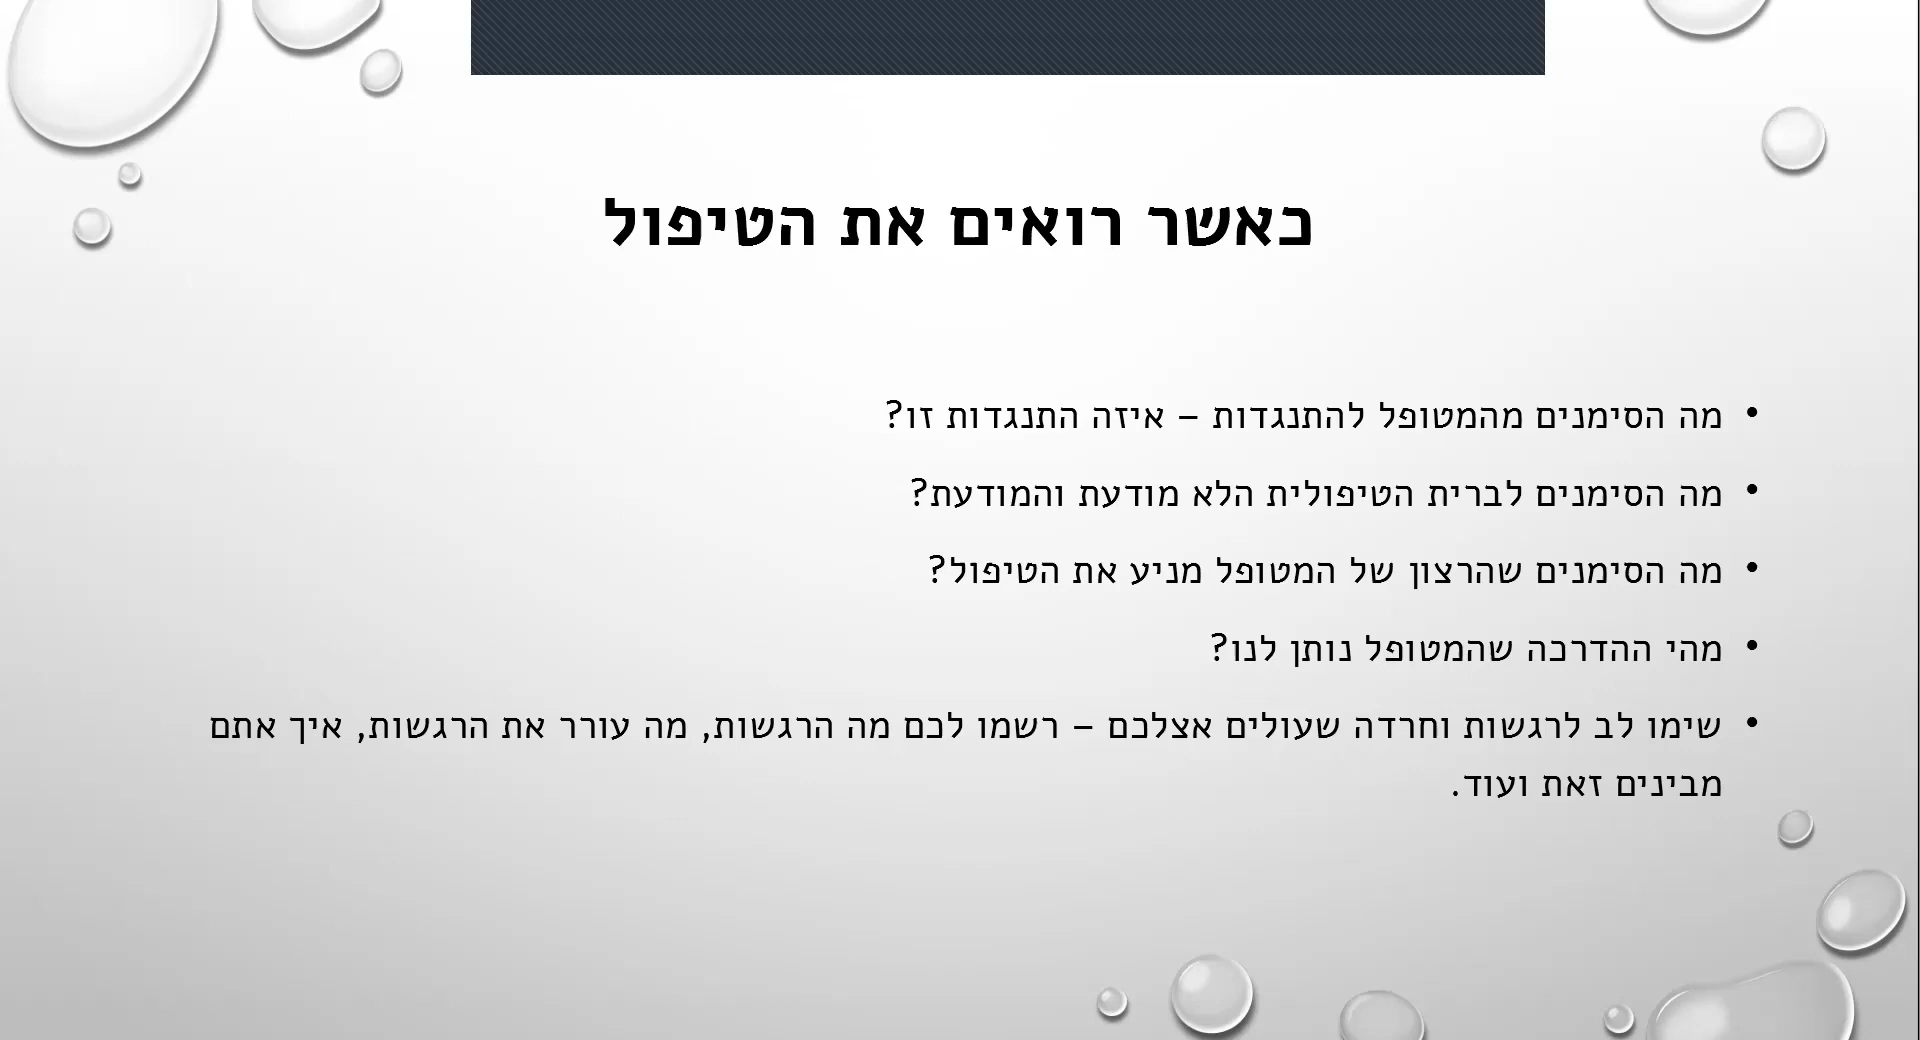 כאשר רואים את הטיפול
• מה הסימנים מהמטופל להתנגדות – איזה התנגדות זו?
• מה הסימנים לברית הטיפולית הלא מודעת והמודעת?
• מה הסימנים שהרצון של המטופל מניע את הטיפול?
• מהי ההדרכה שהמטופל נותן לנו?
• שימו לב לרגשות וחרדה שעולים אצלכם – רשמו לכם מה הרגשות, מה עורר את הרגשות, איך אתם
מבינים זאת ועוד.